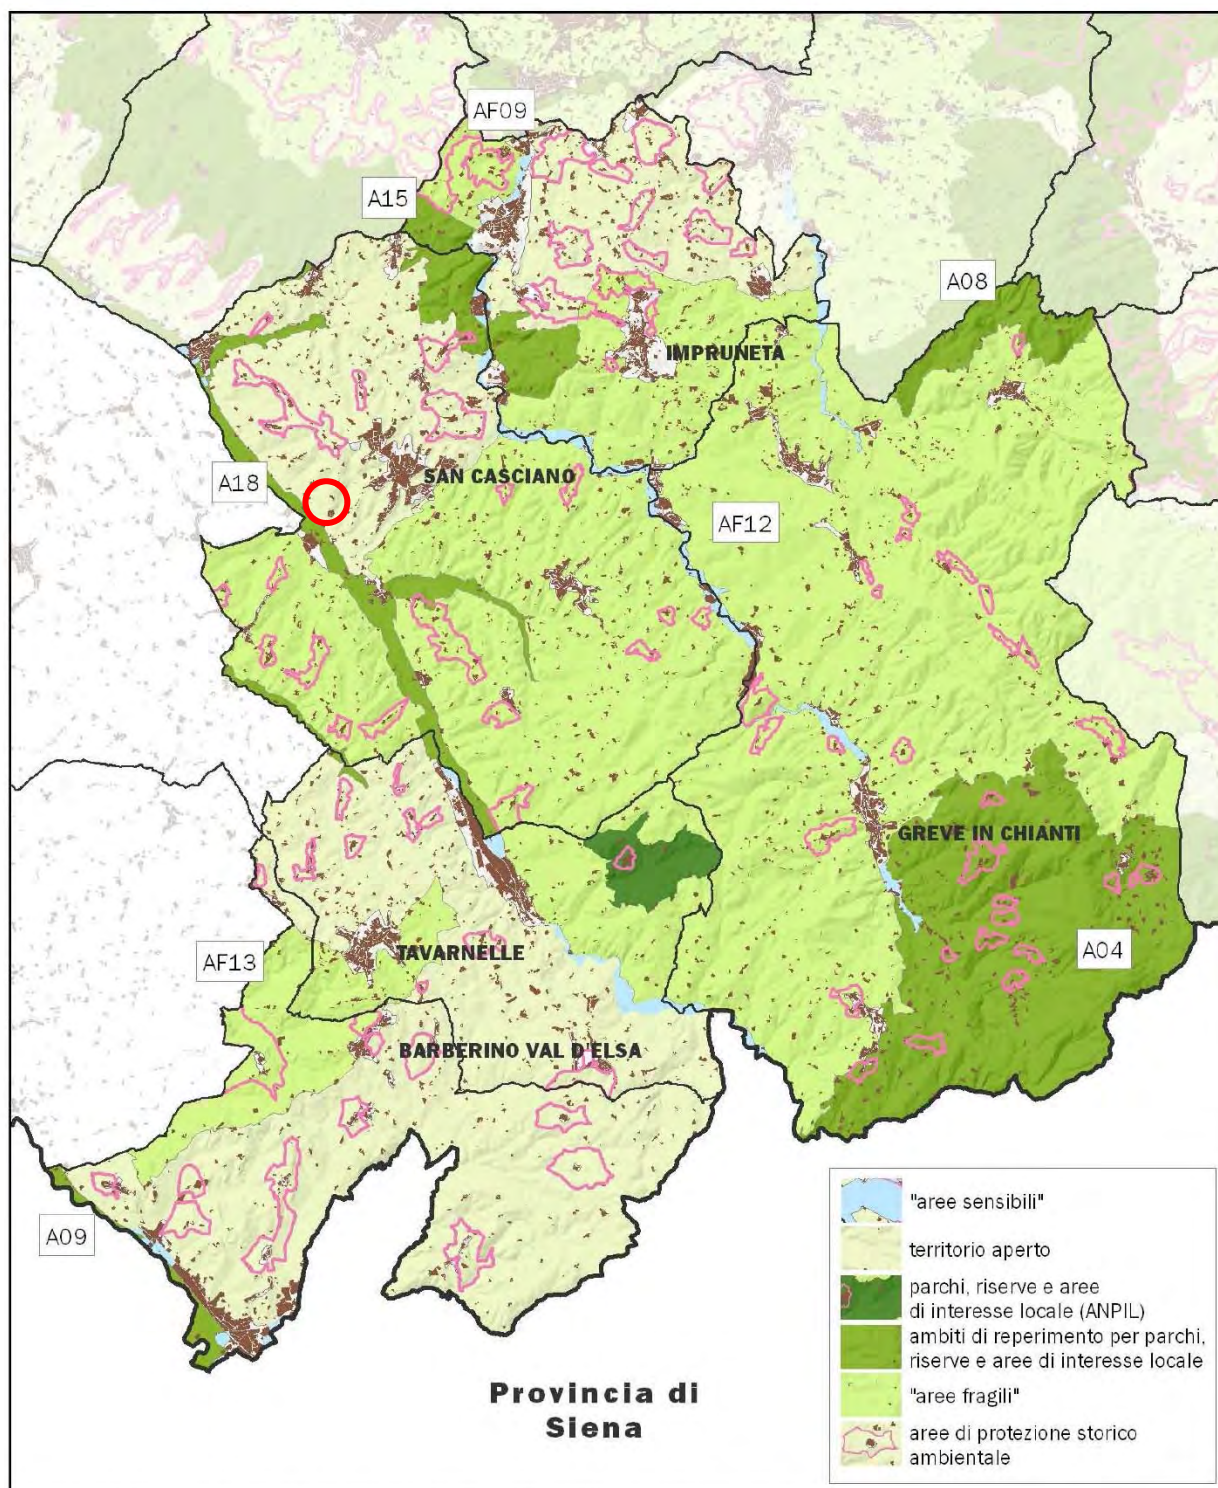 AF09
A15
A08
IMPRUNETA
SAN CASCIANO
A18
AF12
GREVE IN CHIANTI
TAVARNELLE
AF13
A04
BARBERINO VAL D'ELSA
A09
Provincia di
Siena
"aree sensibili"
territorio aperto
parchi, riserve e aree
di interesse locale (ANPIL)
ambiti di reperimento per parchi,
riserve e aree di interesse locale
"aree fragili"
aree di protezione storico
ambientale